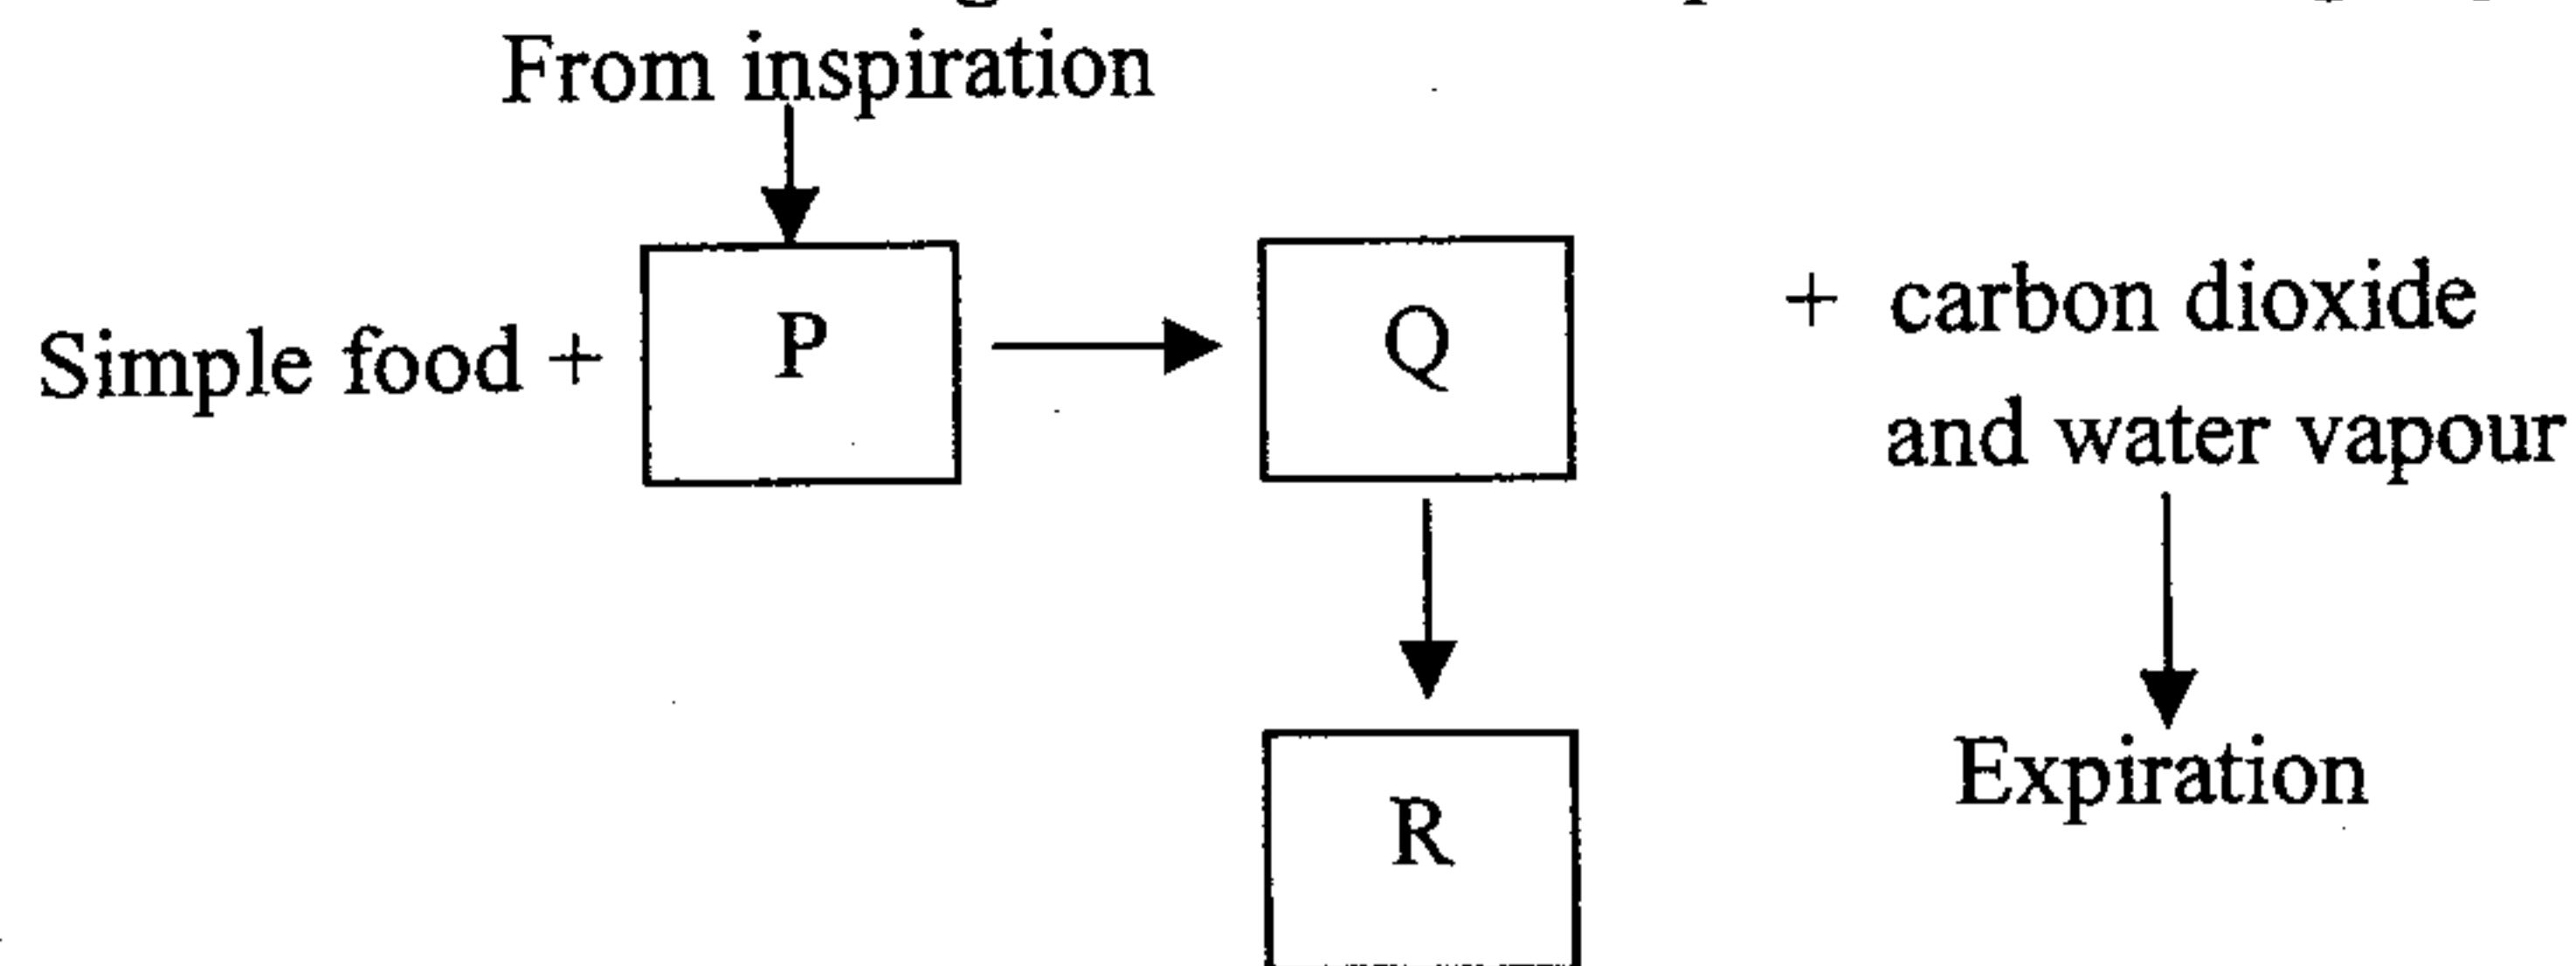 From inspiration
Simple food + P Q + carbon dioxide
and water vapour
R
Expiration